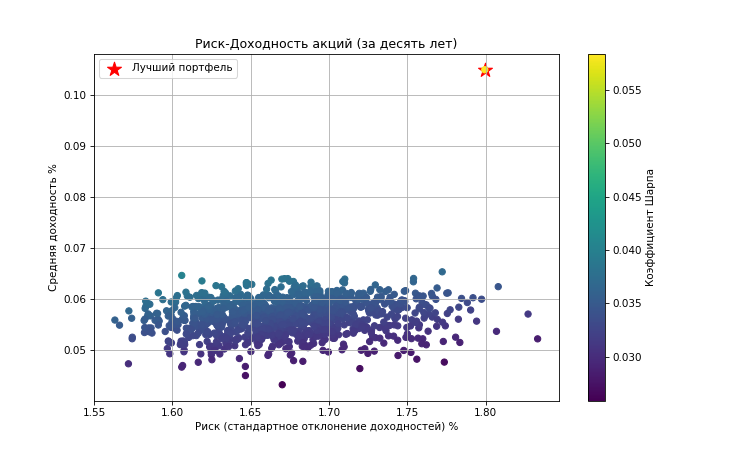 Риск-Доходность акций (за десять лет)
Лучший портфель
0.10
0.09
0.08
0.07
0.06
0.05
Средняя доходность %
1.55 1.60 1.65 1.70 1.75 1.80
Риск (стандартное отклонение доходностей) %
0.055
0.050
0.045
0.040
0.035
0.030
Коэффициент Шарпа